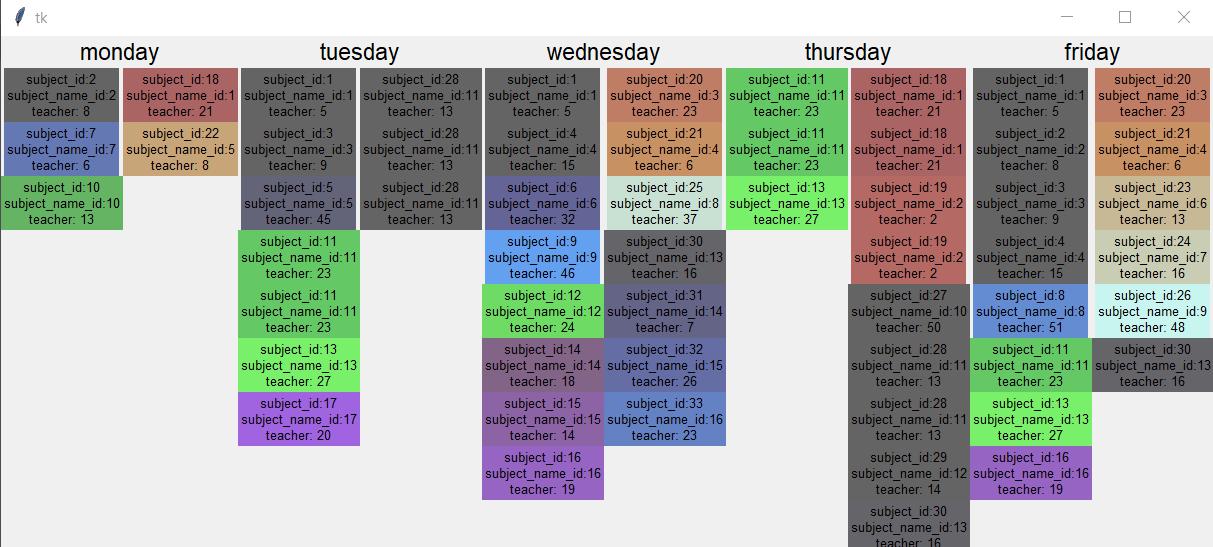 tk
monday
tuesday
wednesday
thursday
friday
subject_id:2
subject_name_id:2
teacher: 8
subject_id:7
subject_name_id:7
teacher: 6
subject_id:10
subject_name_id:10
teacher: 13
subject_id:18
subject_name_id:1
teacher: 21
subject_id:22
subject_name_id:5
teacher: 8
subject_id:1
subject_name_id:1
teacher: 5
subject_id:3
subject_name_id:3
teacher: 9
subject_id:5
subject_name_id:5
teacher: 45
subject_id:11
subject_name_id:11
teacher: 23
subject_id:11
subject_name_id:11
teacher: 23
subject_id:13
subject_name_id:13
teacher: 27
subject_id:17
subject_name_id:17
teacher: 20
subject_id:28
subject_name_id:11
teacher: 13
subject_id:28
subject_name_id:11
teacher: 13
subject_id:28
subject_name_id:11
teacher: 13
subject_id:1
subject_name_id:1
teacher: 5
subject_id:4
subject_name_id:4
teacher: 15
subject_id:6
subject_name_id:6
teacher: 32
subject_id:9
subject_name_id:9
teacher: 46
subject_id:12
subject_name_id:12
teacher: 24
subject_id:14
subject_name_id:14
teacher: 18
subject_id:15
subject_name_id:15
teacher: 14
subject_id:16
subject_name_id:16
teacher: 19
subject_id:20
subject_name_id:3
teacher: 23
subject_id:21
subject_name_id:4
teacher: 6
subject_id:25
subject_name_id:8
teacher: 37
subject_id:30
subject_name_id:13
teacher: 16
subject_id:31
subject_name_id:14
teacher: 7
subject_id:32
subject_name_id:15
teacher: 26
subject_id:33
subject_name_id:16
teacher: 23
subject_id:11
subject_name_id:11
teacher: 23
subject_id:11
subject_name_id:11
teacher: 23
subject_id:13
subject_name_id:13
teacher: 27
subject_id:18
subject_name_id:1
teacher: 21
subject_id:18
subject_name_id:1
teacher: 21
subject_id:19
subject_name_id:2
teacher: 2
subject_id:19
subject_name_id:2
teacher: 2
subject_id:27
subject_name_id:10
teacher: 50
subject_id:28
subject_name_id:11
teacher: 13
subject_id:28
subject_name_id:11
teacher: 13
subject_id:29
subject_name_id:12
teacher: 14
subject_id:30
subject_name_id:13
teacher: 16
subject_id:1
subject_name_id:1
teacher: 5
subject_id:2
subject_name_id:2
teacher: 8
subject_id:3
subject_name_id:3
teacher: 9
subject_id:4
subject_name_id:4
teacher: 15
subject_id:8
subject_name_id:8
teacher: 51
subject_id:11
subject_name_id:11
teacher: 23
subject_id:13
subject_name_id:13
teacher: 27
subject_id:16
subject_name_id:16
teacher: 19
subject_id:20
subject_name_id:3
teacher: 23
subject_id:21
subject_name_id:4
teacher: 6
subject_id:23
subject_name_id:6
teacher: 13
subject_id:24
subject_name_id:7
teacher: 16
subject_id:26
subject_name_id:9
teacher: 48
subject_id:30
subject_name_id:13
teacher: 16